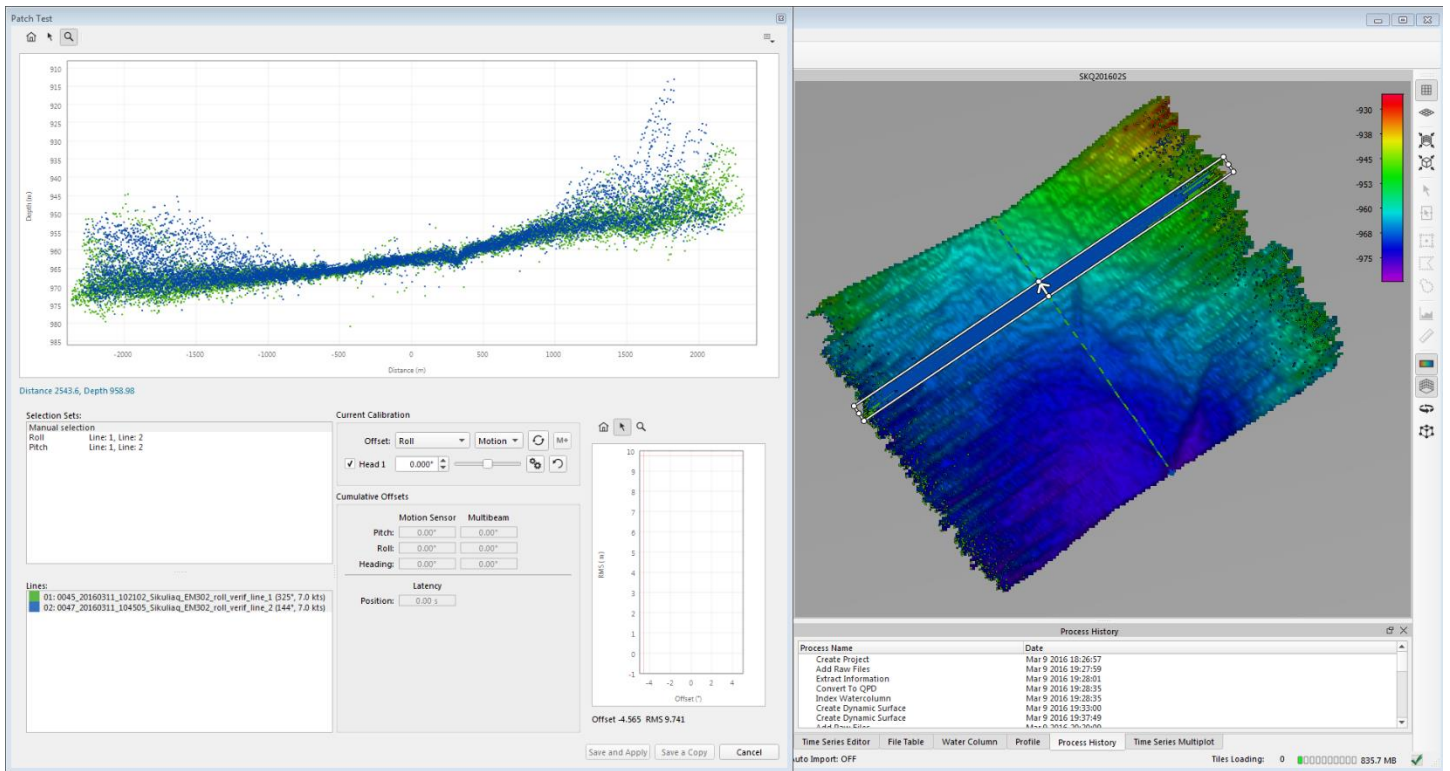 Patch Test
910
915
920
925
930
935
940
945
950
955
960
965
970
975
980
985
Depth (m)
-2000 -1500 -1000 -500 0 500 1000 1500 2000
Distance (m)
Distance 2543.6, Depth 958.98
Selection Sets:
Manual selection
Roll Line: 1, Line: 2
Pitch Line: 1, Line: 2
Lines:
01: 0045_20160311_102102_Sikuliaq_EM302_roll_verif_line_1 (325°, 7.0 kts)
02: 0047_20160311_104505_Sikuliaq_EM302_roll_verif_line_2 (144°, 7.0 kts)
Current Calibration
Offset: Roll Motion M+
Head 1 0.000°
Cumulative Offsets
Motion Sensor Multibeam
Pitch: 0.00° 0.00°
Roll: 0.00° 0.00°
Heading: 0.00° 0.00°
Latency
Position: 0.00 s
10
9
8
7
6
5
4
3
2
1
0
-1
RMS (m)
-4 -2 0 2 4
Offset (°)
Offset -4.565 RMS 9.741
Save and Apply Save a Copy Cancel
SKQ201602S
-930
-938
-945
-953
-960
-968
-975
Process History
Process Name Date
Create Project Mar 9 2016 18:26:57
Add Raw Files Mar 9 2016 19:27:59
Extract Information Mar 9 2016 19:28:01
Convert To QPD Mar 9 2016 19:28:35
Index Watercolumn Mar 9 2016 19:28:35
Create Dynamic Surface Mar 9 2016 19:33:00
Create Dynamic Surface Mar 9 2016 19:37:49
Add Raw Files Mar 9 2016 20:20:09
Time Series Editor File Table Water Column Profile Process History Time Series Multiplot
Auto Import: OFF Tiles Loading: 0 835.7 MB